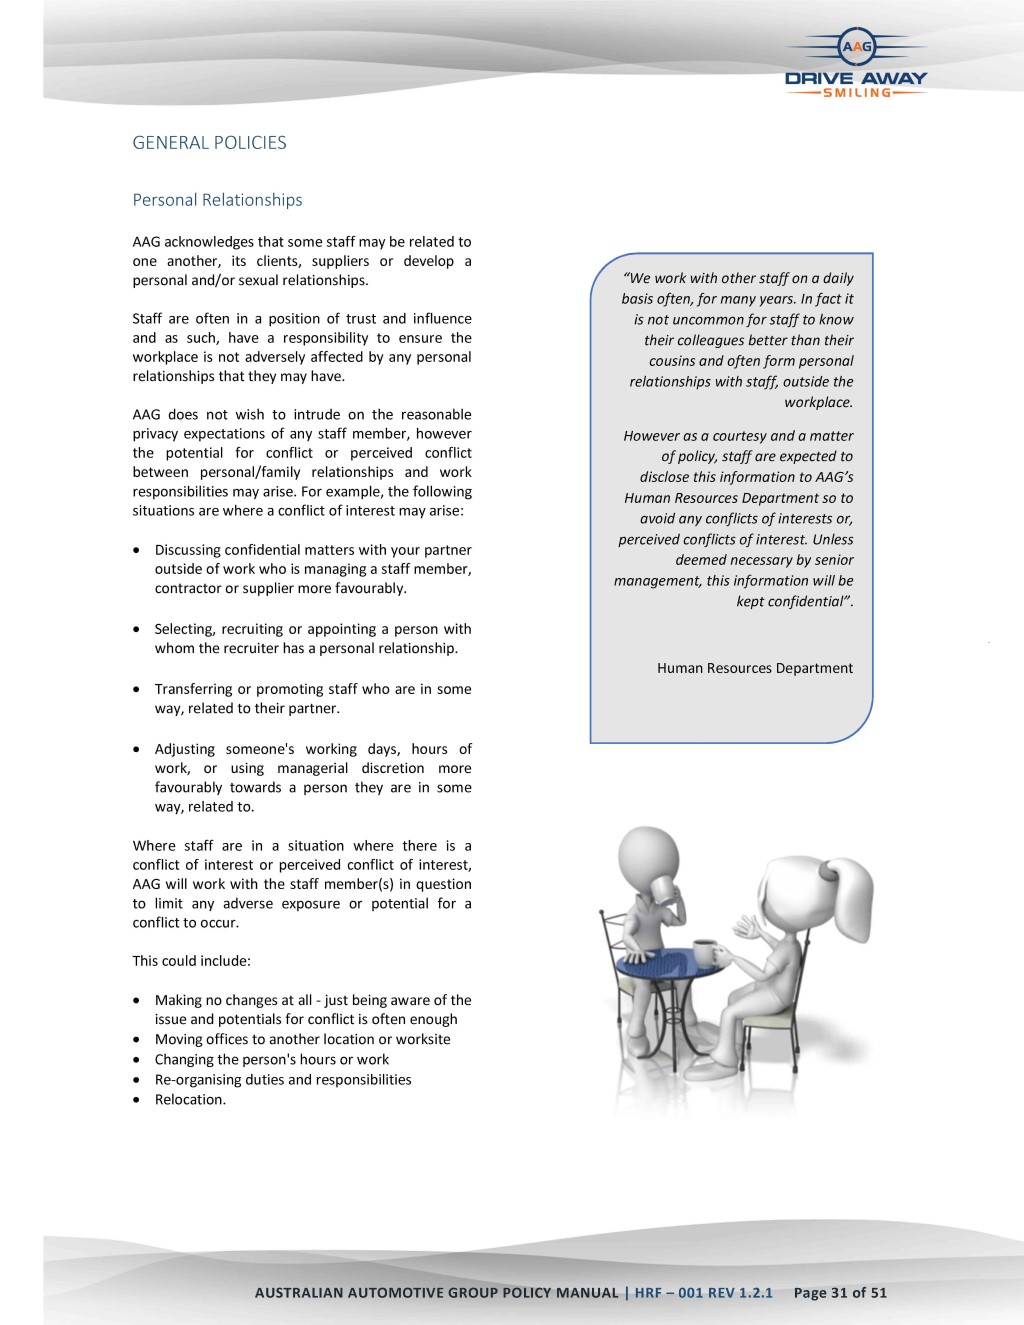 AAG
DRIVE AWAY
SMILING
GENERAL POLICIES
Personal Relationships
AAG acknowledges that some staff may be related to
one another, its clients, suppliers or develop a
personal and/or sexual relationships.
Staff are often in a position of trust and influence
and as such, have a responsibility to ensure the
workplace is not adversely affected by any personal
relationships that they may have.
AAG does not wish to intrude on the reasonable
privacy expectations of any staff member, however
the potential for conflict or perceived conflict
between personal/family relationships and work
responsibilities may arise. For example, the following
situations are where a conflict of interest may arise:
• Discussing confidential matters with your partner
outside of work who is managing a staff member,
contractor or supplier more favourably.
• Selecting, recruiting or appointing a person with
whom the recruiter has a personal relationship.
• Transferring or promoting staff who are in some
way, related to their partner.
• Adjusting someone's working days, hours of
work, or using managerial discretion more
favourably towards a person they are in some
way, related to.
Where staff are in a situation where there is a
conflict of interest or perceived conflict of interest,
AAG will work with the staff member(s) in question
to limit any adverse exposure or potential for a
conflict to occur.
This could include:
• Making no changes at all - just being aware of the
issue and potentials for conflict is often enough
• Moving offices to another location or worksite
• Changing the person's hours or work
• Re-organising duties and responsibilities
• Relocation.
“We work with other staff on a daily
basis often, for many years. In fact it
is not uncommon for staff to know
their colleagues better than their
cousins and often form personal
relationships with staff, outside the
workplace.
However as a courtesy and a matter
of policy, staff are expected to
disclose this information to AAG’s
Human Resources Department so to
avoid any conflicts of interests or,
perceived conflicts of interest. Unless
deemed necessary by senior
management, this information will be
kept confidential”.
Human Resources Department
AUSTRALIAN AUTOMOTIVE GROUP POLICY MANUAL | HRF – 001 REV 1.2.1 Page 31 of 51